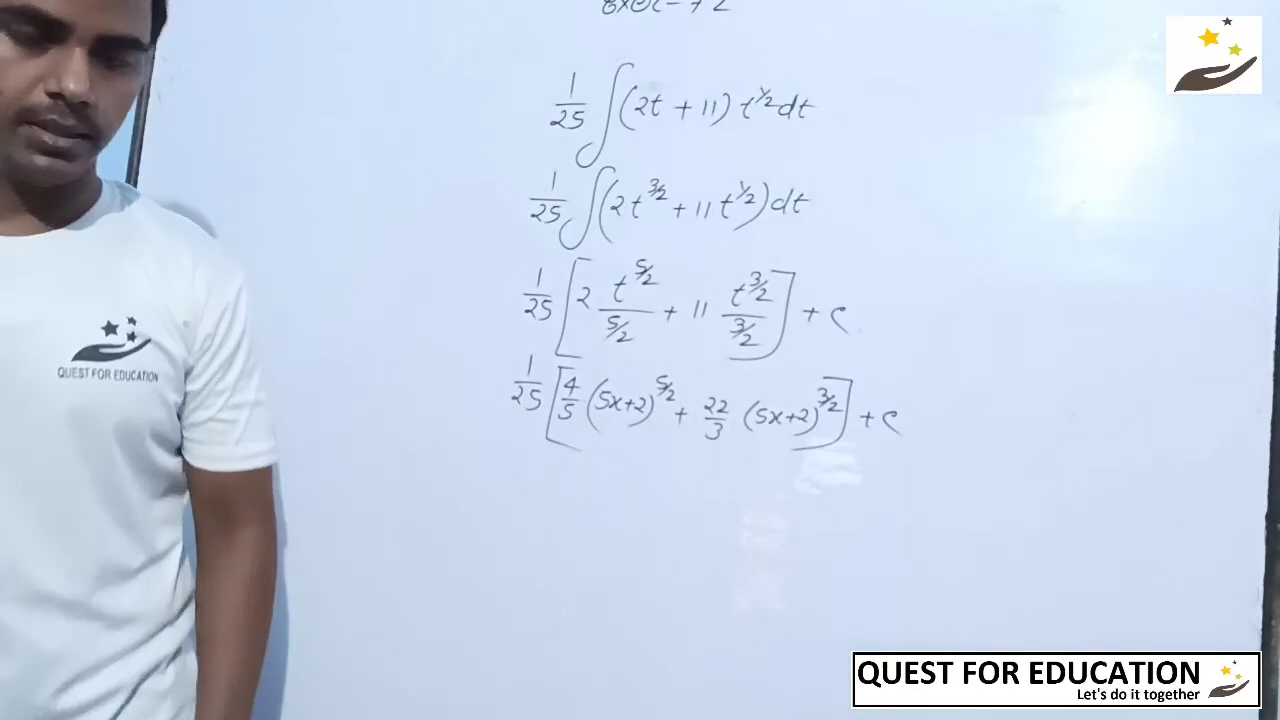 1/25 ∫(2t + 11) t^1/2 dt
1/25 ∫(2t^3/2 + 11 t^1/2) dt
1/25 [2 t^5/2 / 5/2 + 11 t^3/2 / 3/2] + c
1/25 [4/5 (5x+2)^5/2 + 22/3 (5x+2)^3/2] + c
QUEST FOR EDUCATION
QUEST FOR EDUCATION
Let's do it together